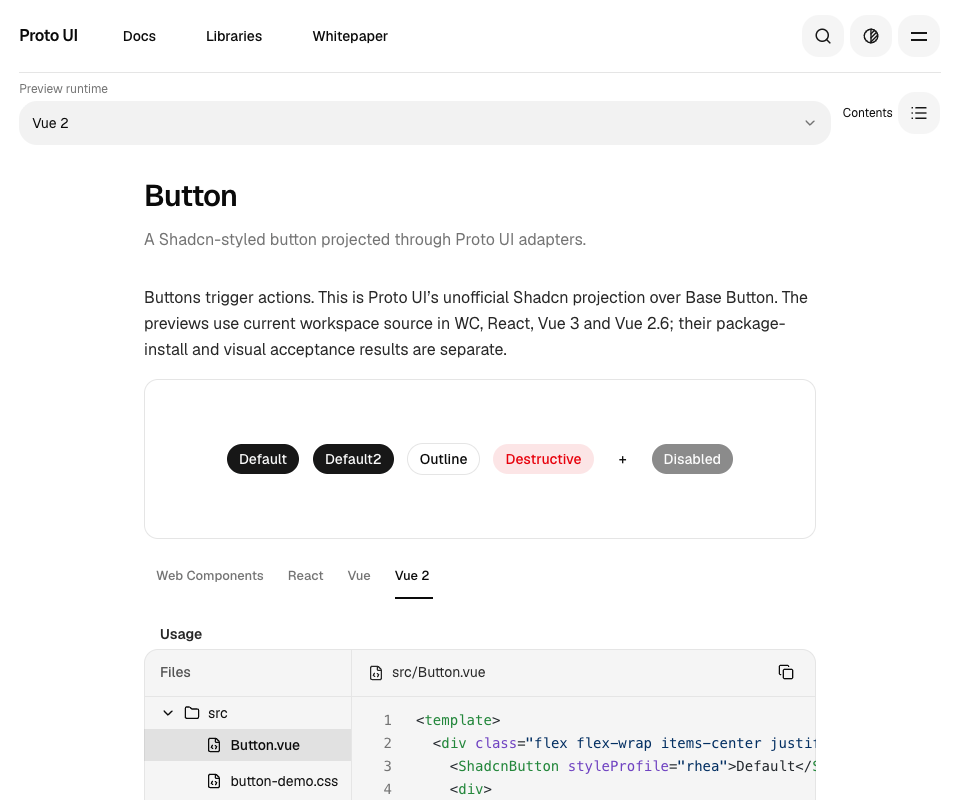 Proto UI Docs Libraries Whitepaper
Preview runtime
Vue 2
Contents
Button
A Shadcn-styled button projected through Proto UI adapters.
Buttons trigger actions. This is Proto UI’s unofficial Shadcn projection over Base Button. The
previews use current workspace source in WC, React, Vue 3 and Vue 2.6; their package-
install and visual acceptance results are separate.
Default Default2 Outline Destructive + Disabled
Web Components React Vue Vue 2
Usage
Files
src/Button.vue
src
Button.vue
button-demo.css
1 <template>
2 <div class="flex flex-wrap items-center justif
3 <ShadcnButton styleProfile="rhea">Default</S
4 <div>